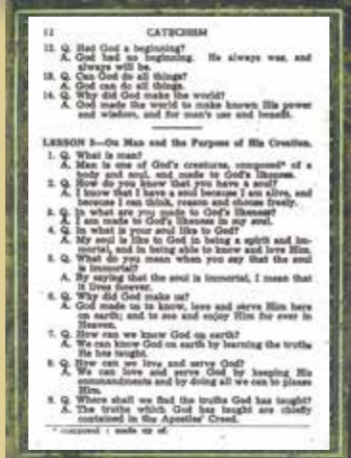 12 CATECHISM
12. Q. Had God a beginning?
A. God had no beginning. He always was, and
always will be.
13. Q. Can God do all things?
A. God can do all things.
14. Q. Why did God make the world?
A. God made the world to make known His power
and wisdom, and for man's use and benefit.
LESSON 2—On Man and the Purpose of His Creation.
1. Q. What is man?
A. Man is one of God's creatures, composed* of a
body and soul, and made to God's likeness.
2. Q. How do you know that you have a soul?
A. I know that I have a soul because I am alive, and
because I can think, reason and choose freely.
3. Q. In what are you made to God's likeness?
A. I am made to God's likeness in my soul.
4. Q. In what is your soul like to God?
A. My soul is like to God in being a spirit and im-
mortal, and in being able to know and love Him.
5. Q. What do you mean when you say that the soul
is immortal?
A. By saying that the soul is immortal, I mean that
it lives forever.
6. Q. Why did God make us?
A. God made us to know, love and serve Him here
on earth; and to see and enjoy Him for ever in
Heaven.
7. Q. How can we know God on earth?
A. We can know God on earth by learning the truths
He has taught.
8. Q. How can we love and serve God?
A. We can love and serve God by keeping His
commandments and by doing all we can to please
Him.
9. Q. Where shall we find the truths God has taught?
A. The truths which God has taught are chiefly
contained in the Apostles' Creed.
* composed : made up of.